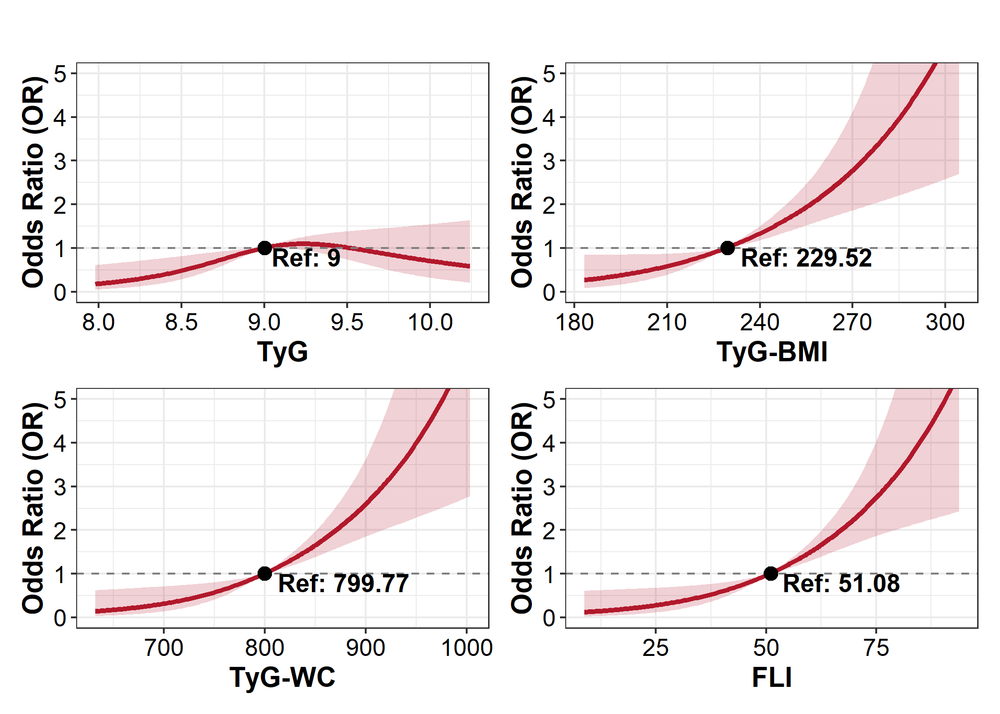 Odds Ratio (OR)
5
4
3
2
1
0
Ref: 9
8.0 8.5 9.0 9.5 10.0
TyG
Odds Ratio (OR)
5
4
3
2
1
0
Ref: 229.52
180 210 240 270 300
TyG-BMI
Odds Ratio (OR)
5
4
3
2
1
0
Ref: 799.77
700 800 900 1000
TyG-WC
Odds Ratio (OR)
5
4
3
2
1
0
Ref: 51.08
25 50 75
FLI